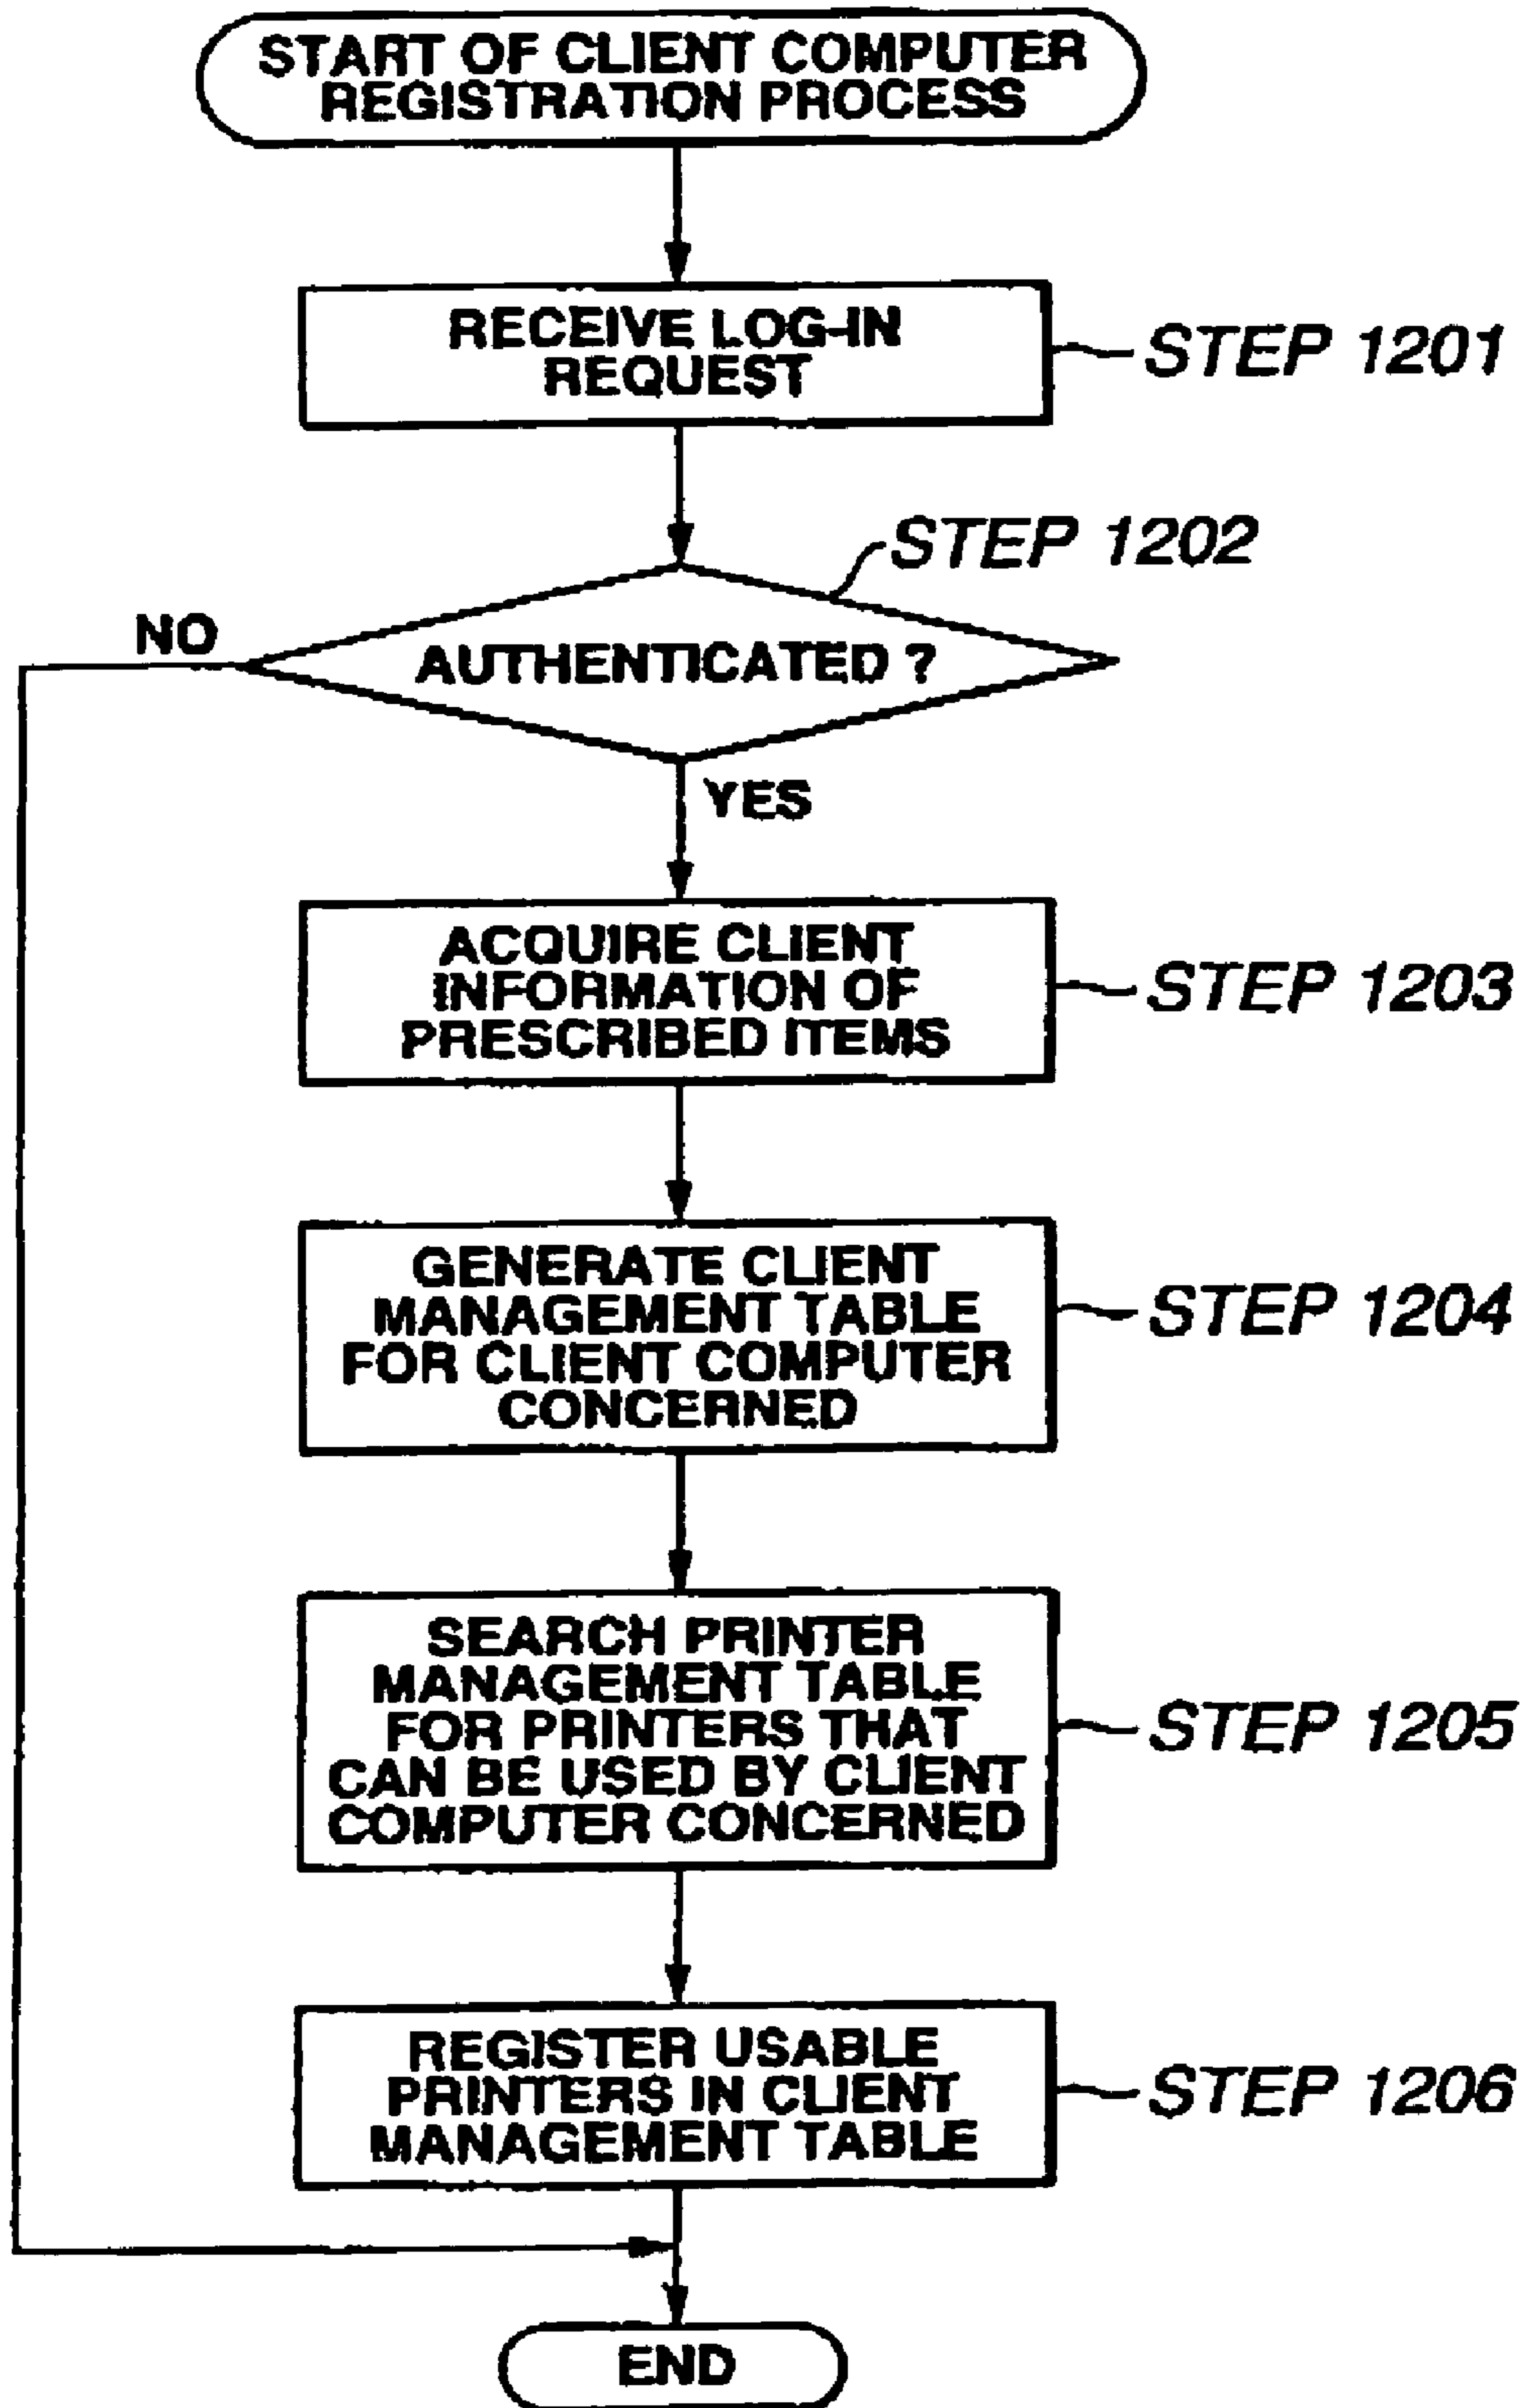 START OF CLIENT COMPUTER
REGISTRATION PROCESS
RECEIVE LOG-IN
REQUEST
STEP 1201
STEP 1202
NO
AUTHENTICATED ?
YES
ACQUIRE CLIENT
INFORMATION OF
PRESCRIBED ITEMS
STEP 1203
GENERATE CLIENT
MANAGEMENT TABLE
FOR CLIENT COMPUTER
CONCERNED
STEP 1204
SEARCH PRINTER
MANAGEMENT TABLE
FOR PRINTERS THAT
CAN BE USED BY CLIENT
COMPUTER CONCERNED
STEP 1205
REGISTER USABLE
PRINTERS IN CLIENT
MANAGEMENT TABLE
STEP 1206
END